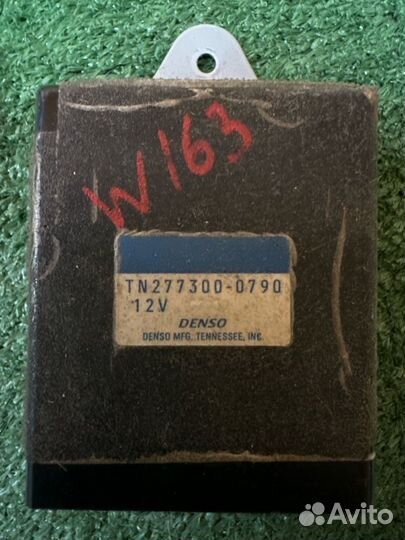 W163
TN277300-0790
12V
DENSO
DENSO MFG. TENNESSEE, INC.
Avito